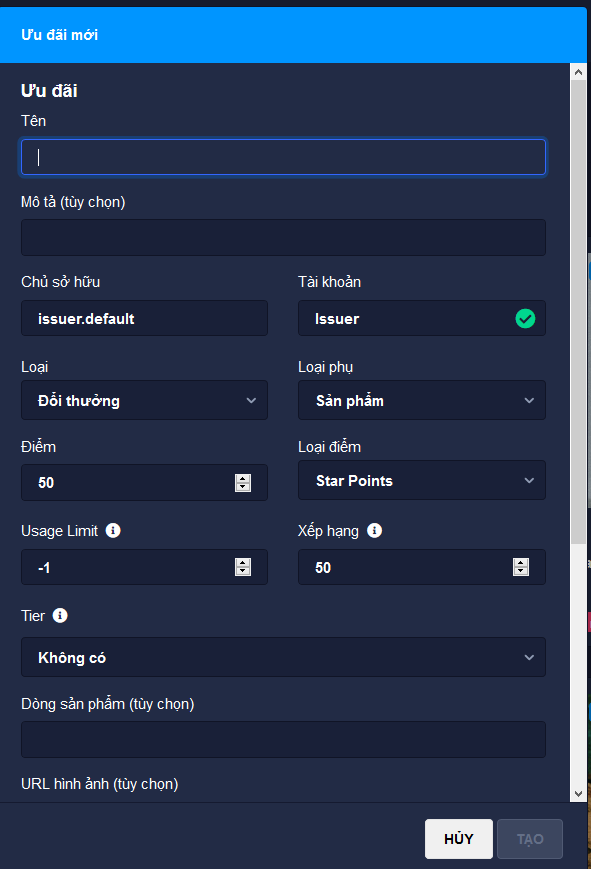 Ưu đãi mới
Ưu đãi
Tên
Mô tả (tùy chọn)
Chủ sở hữu Tài khoản
issuer.default Issuer
Loại Loại phụ
Đổi thưởng Sản phẩm
Điểm Loại điểm
50 Star Points
Usage Limit Xếp hạng
-1 50
Tier
Không có
Dòng sản phẩm (tùy chọn)
URL hình ảnh (tùy chọn)
HỦY TẠO